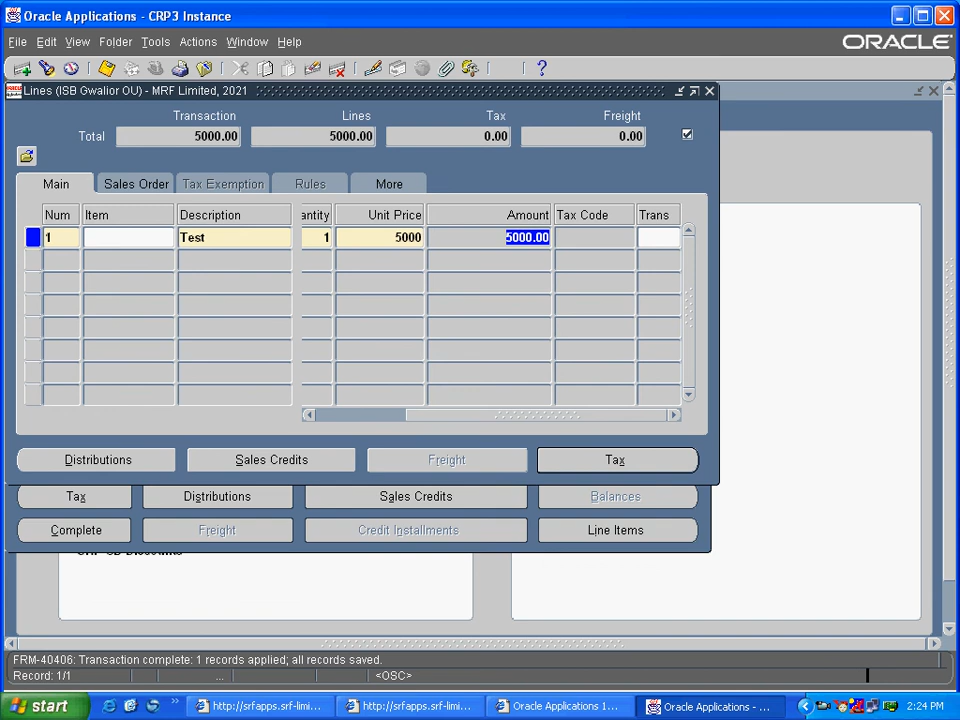 Oracle Applications - CRP3 Instance
File Edit View Folder Tools Actions Window Help
ORACLE
Lines (ISB Gwalior OU) - MRF Limited, 2021
Transaction Lines Tax Freight
Total 5000.00 5000.00 0.00 0.00
Main Sales Order Tax Exemption Rules More
Num Item Description antity Unit Price Amount Tax Code Trans
1 Test 1 5000 5000.00
Distributions Sales Credits Freight Tax
Tax Distributions Sales Credits Balances
Complete Freight Credit Installments Line Items
FRM-40406: Transaction complete: 1 records applied; all records saved.
Record: 1/1 ... <OSC>
start http://srfapps.srf-limi... http://srfapps.srf-limi... Oracle Applications 1... Oracle Applications - ... 2:24 PM